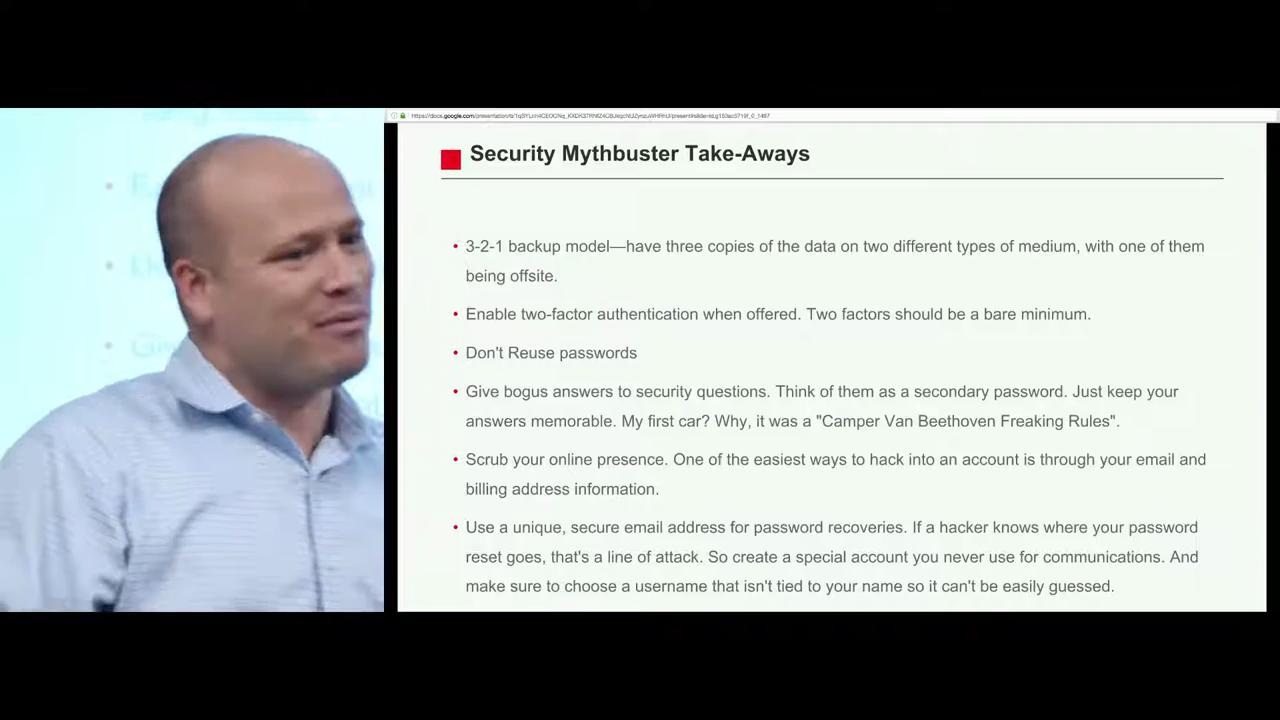 Security Mythbuster Take-Aways
• 3-2-1 backup model—have three copies of the data on two different types of medium, with one of them
being offsite.
• Enable two-factor authentication when offered. Two factors should be a bare minimum.
• Don't Reuse passwords
• Give bogus answers to security questions. Think of them as a secondary password. Just keep your
answers memorable. My first car? Why, it was a "Camper Van Beethoven Freaking Rules".
• Scrub your online presence. One of the easiest ways to hack into an account is through your email and
billing address information.
• Use a unique, secure email address for password recoveries. If a hacker knows where your password
reset goes, that's a line of attack. So create a special account you never use for communications. And
make sure to choose a username that isn't tied to your name so it can't be easily guessed.